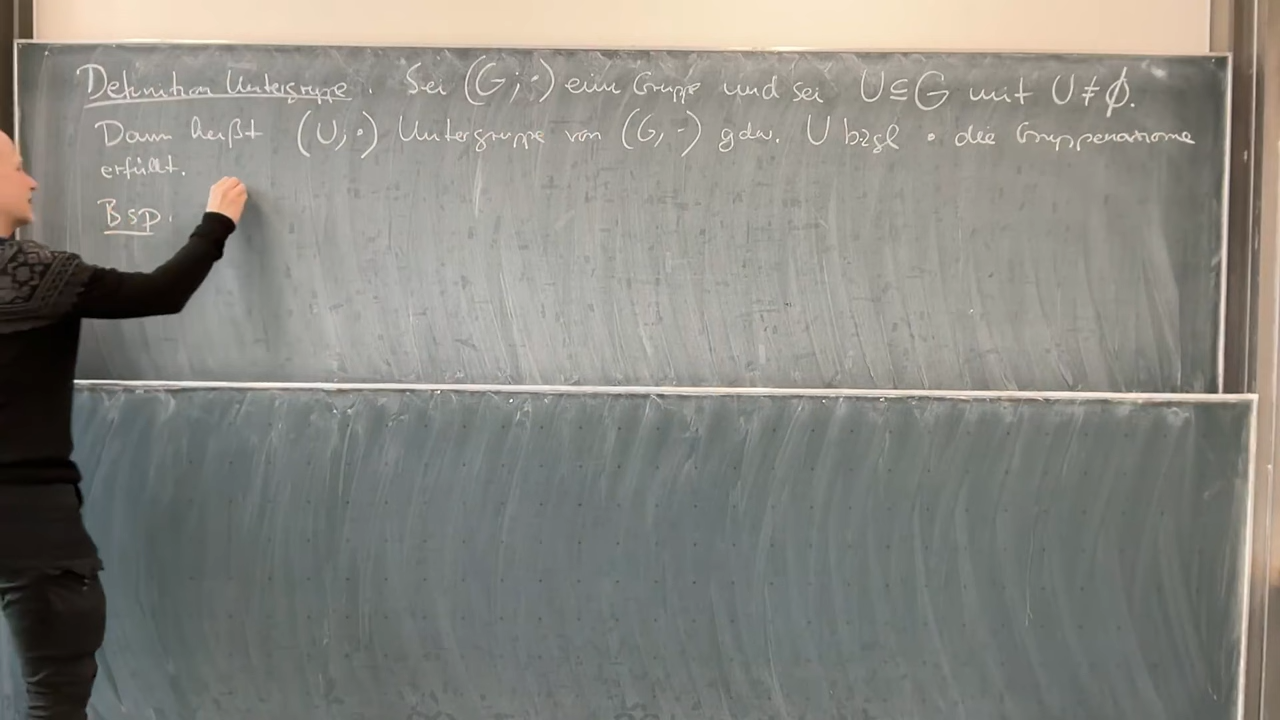 Definition Untergruppe. Sei (G; ·) eine Gruppe und sei U ⊆ G mit U ≠ ∅.
Dann heißt (U; ·) Untergruppe von (G, ·) gdw. U bzgl · die Gruppenaxiome
erfüllt.
Bsp.